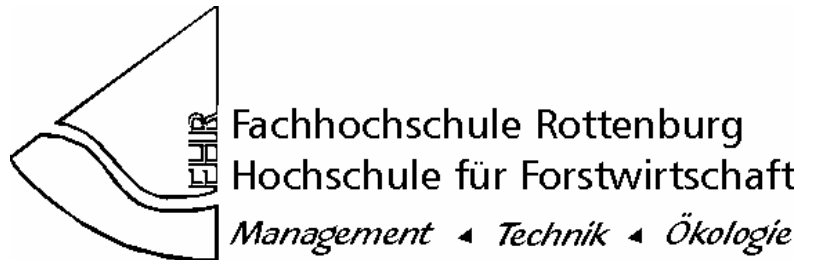 FHR
Fachhochschule Rottenburg
Hochschule für Forstwirtschaft
Management ◂ Technik ◂ Ökologie